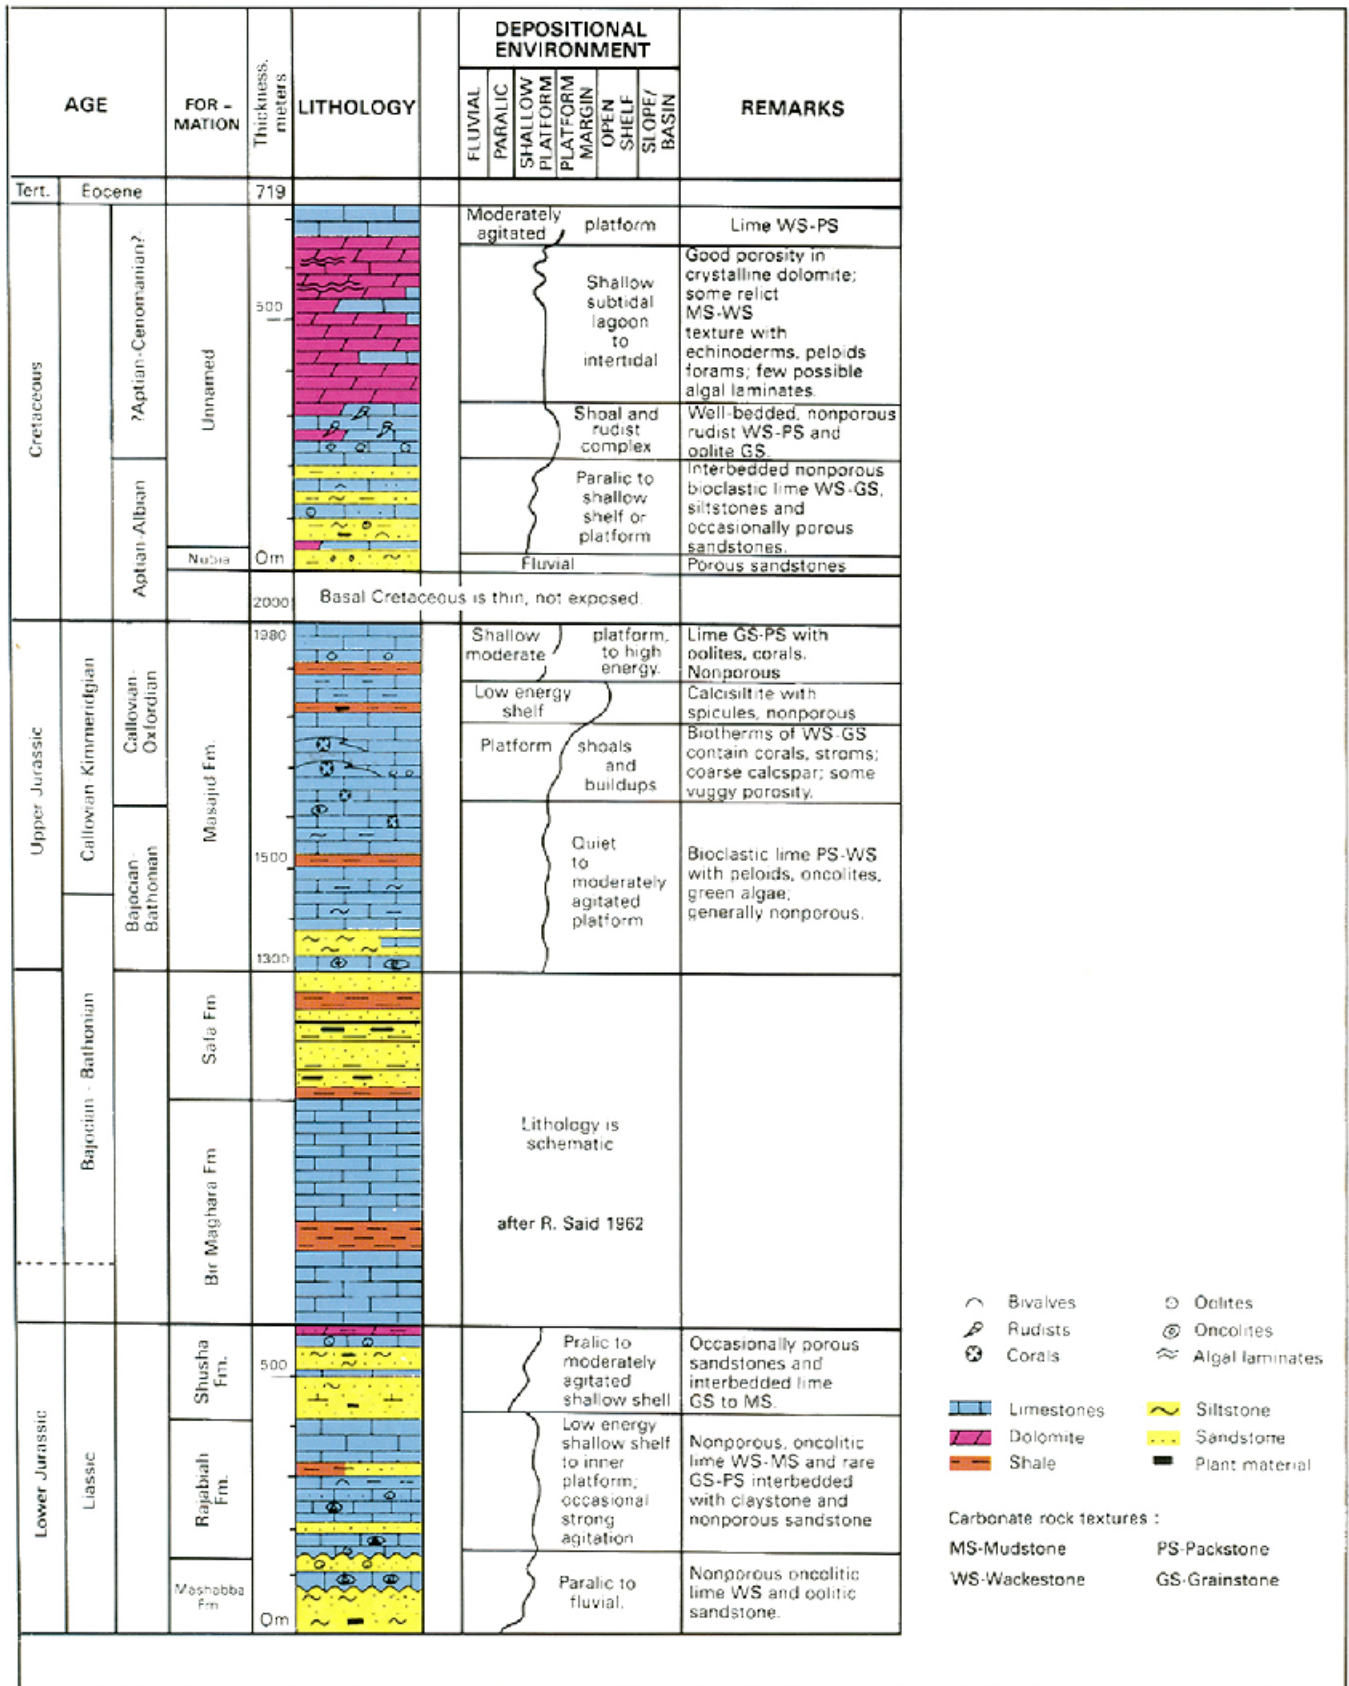 AGE
FOR -
MATION
Thickness.
meters
LITHOLOGY
DEPOSITIONAL
ENVIRONMENT
FLUVIAL
PARALIC
SHALLOW
PLATFORM
PLATFORM
MARGIN
OPEN
SHELF
SLOPE/
BASIN
REMARKS
Tert.
Eocene
719
Cretaceous
?Aptian-Cenomanian?
Aptian-Albian
Unnamed
500
Nubia
0m
Moderately
agitated
platform
Lime WS-PS
Shallow
subtidal
lagoon
to
intertidal
Good porosity in
crystalline dolomite;
some relict
MS-WS
texture with
echinoderms, peloids
forams; few possible
algal laminates.
Shoal and
rudist
complex
Well-bedded, nonporous
rudist WS-PS and
oolite GS.
Paralic to
shallow
shelf or
platform
Interbedded nonporous
bioclastic lime WS-GS,
siltstones and
occasionally porous
sandstones.
Fluvial
Porous sandstones
2000
Basal Cretaceous is thin, not exposed.
Upper Jurassic
Callovian-Kimmeridgian
Callovian-
Oxfordian
Bajocian-
Bathonian
Masajid Fm.
1980
1500
1300
Shallow
moderate
platform,
to high
energy.
Lime GS-PS with
oolites, corals.
Nonporous
Low energy
shelf
Calcisiltite with
spicules, nonporous
Platform
shoals
and
buildups
Biotherms of WS-GS
contain corals, stroms;
coarse calcspar; some
vuggy porosity.
Quiet
to
moderately
agitated
platform
Bioclastic lime PS-WS
with peloids, oncolites,
green algae;
generally nonporous.
Bajocian - Bathonian
Safa Fm
Bir Maghara Fm
Lithology is
schematic
after R. Said 1962
Lower Jurassic
Liassic
Shusha
Fm.
500
Pralic to
moderately
agitated
shallow shell
Occasionally porous
sandstones and
interbedded lime
GS to MS.
Rajabiah
Fm.
Low energy
shallow shelf
to inner
platform;
occasional
strong
agitation
Nonporous, oncolitic
lime WS-MS and rare
GS-PS interbedded
with claystone and
nonporous sandstone
Mashabba
Fm
0m
Paralic to
fluvial.
Nonporous oncolitic
lime WS and oolitic
sandstone.
Bivalves
Oolites
Rudists
Oncolites
Corals
Algal laminates
Limestones
Siltstone
Dolomite
Sandstone
Shale
Plant material
Carbonate rock textures :
MS-Mudstone
PS-Packstone
WS-Wackestone
GS-Grainstone